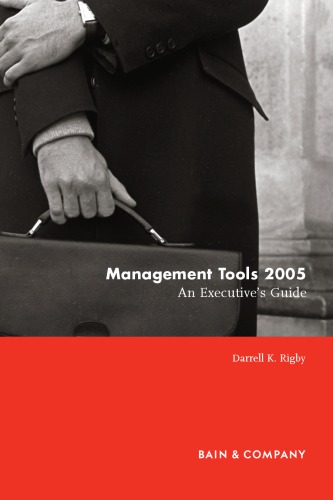 Management Tools 2005
An Executive's Guide
Darrell K. Rigby
BAIN & COMPANY